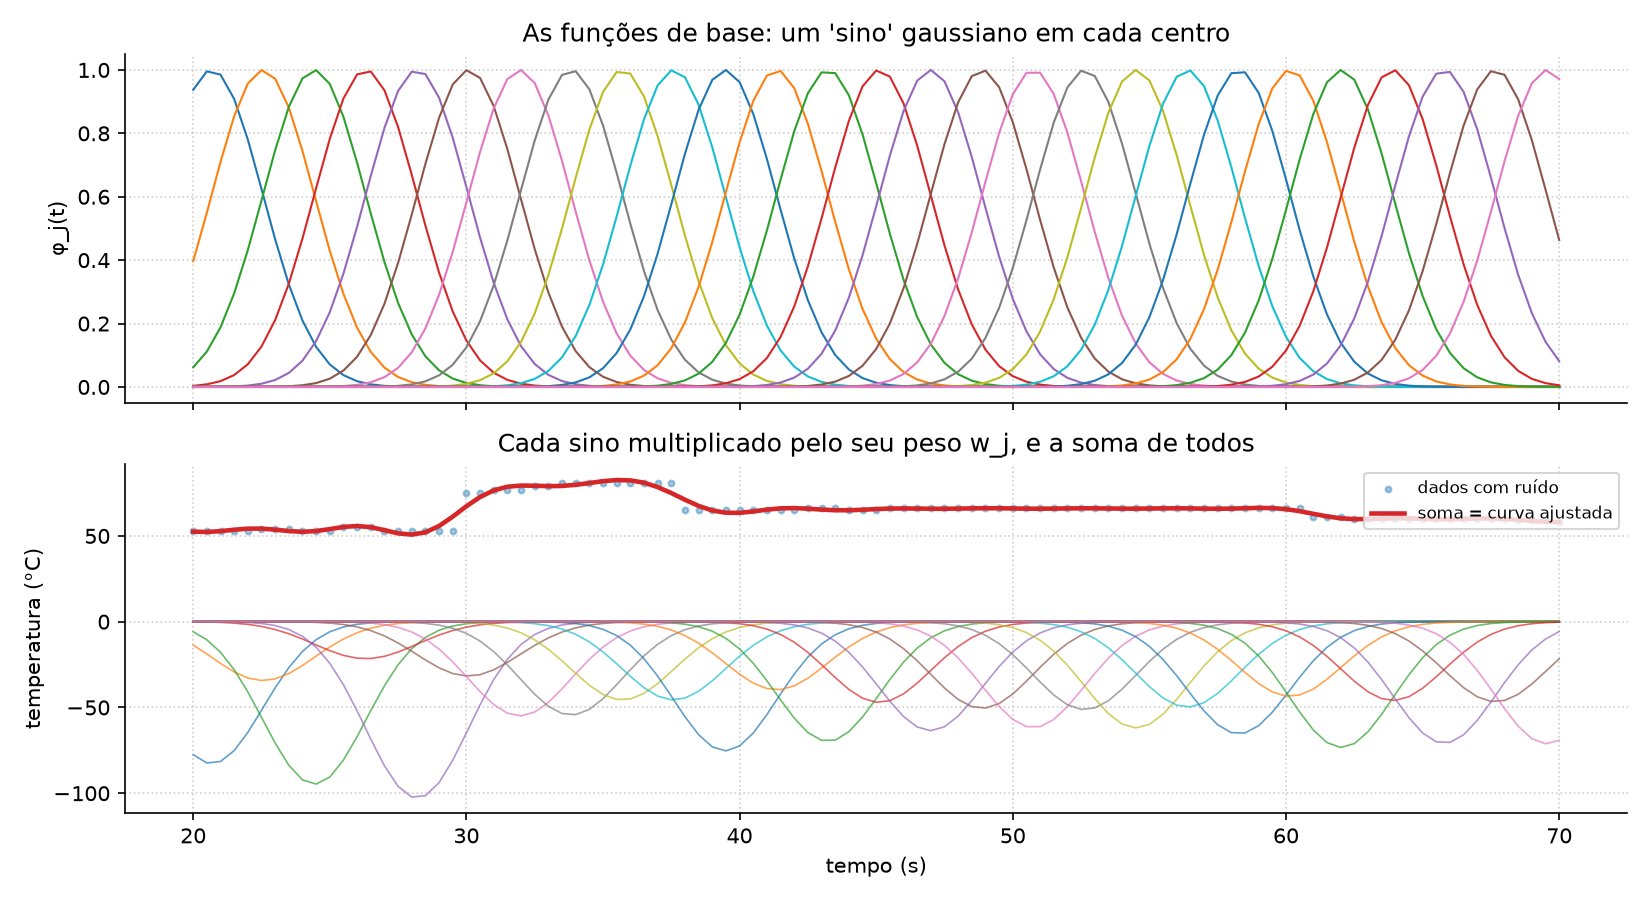 As funções de base: um 'sino' gaussiano em cada centro
1.0
0.8
0.6
0.4
0.2
0.0
φ_j(t)
Cada sino multiplicado pelo seu peso w_j, e a soma de todos
dados com ruído
soma = curva ajustada
50
0
−50
−100
temperatura (°C)
20 30 40 50 60 70
tempo (s)